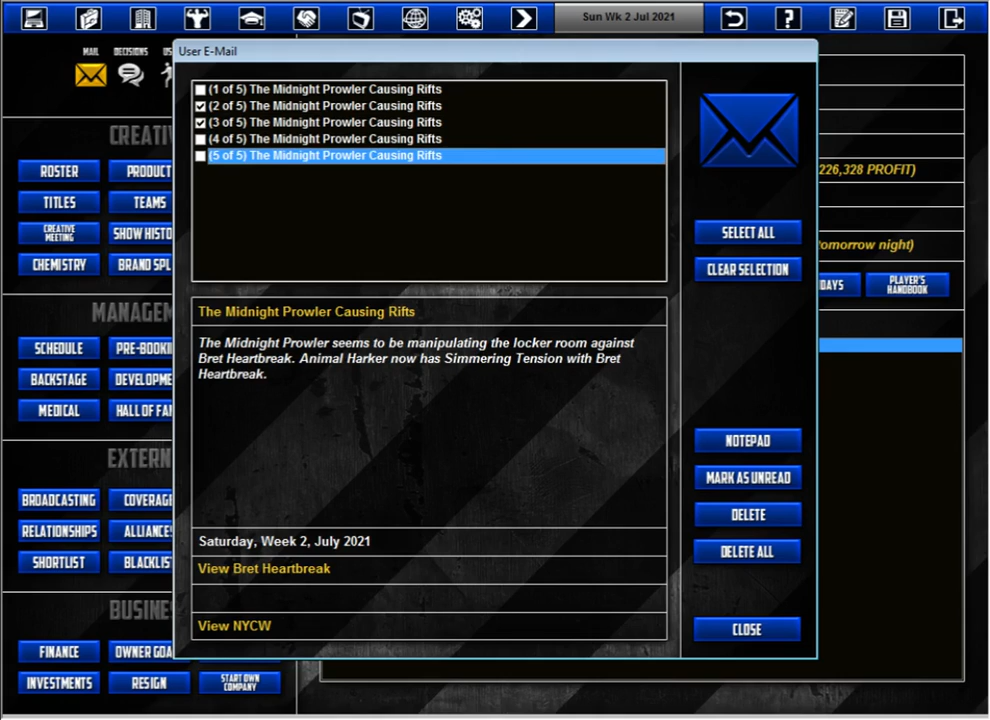 Sun Wk 2 Jul 2021
MAIL
DECISIONS
User E-Mail
(1 of 5) The Midnight Prowler Causing Rifts
(2 of 5) The Midnight Prowler Causing Rifts
(3 of 5) The Midnight Prowler Causing Rifts
(4 of 5) The Midnight Prowler Causing Rifts
(5 of 5) The Midnight Prowler Causing Rifts
SELECT ALL
CLEAR SELECTION
The Midnight Prowler Causing Rifts
The Midnight Prowler seems to be manipulating the locker room against
Bret Heartbreak. Animal Harker now has Simmering Tension with Bret
Heartbreak.
NOTEPAD
MARK AS UNREAD
DELETE
DELETE ALL
Saturday, Week 2, July 2021
View Bret Heartbreak
View NYCW
CLOSE
CREATI
ROSTER
PRODUCT
TITLES
TEAMS
CREATIVE
MEETING
SHOW HISTO
CHEMISTRY
BRAND SPL
MANAGEM
SCHEDULE
PRE-BOOKI
BACKSTAGE
DEVELOPME
MEDICAL
HALL OF FA
EXTERN
BROADCASTING
COVERAG
RELATIONSHIPS
ALLIANCE
SHORTLIST
BLACKLIS
BUSINE
FINANCE
OWNER GOA
INVESTMENTS
RESIGN
START OWN
COMPANY
226,328 PROFIT)
omorrow night)
DAYS
PLAYER'S
HANDBOOK